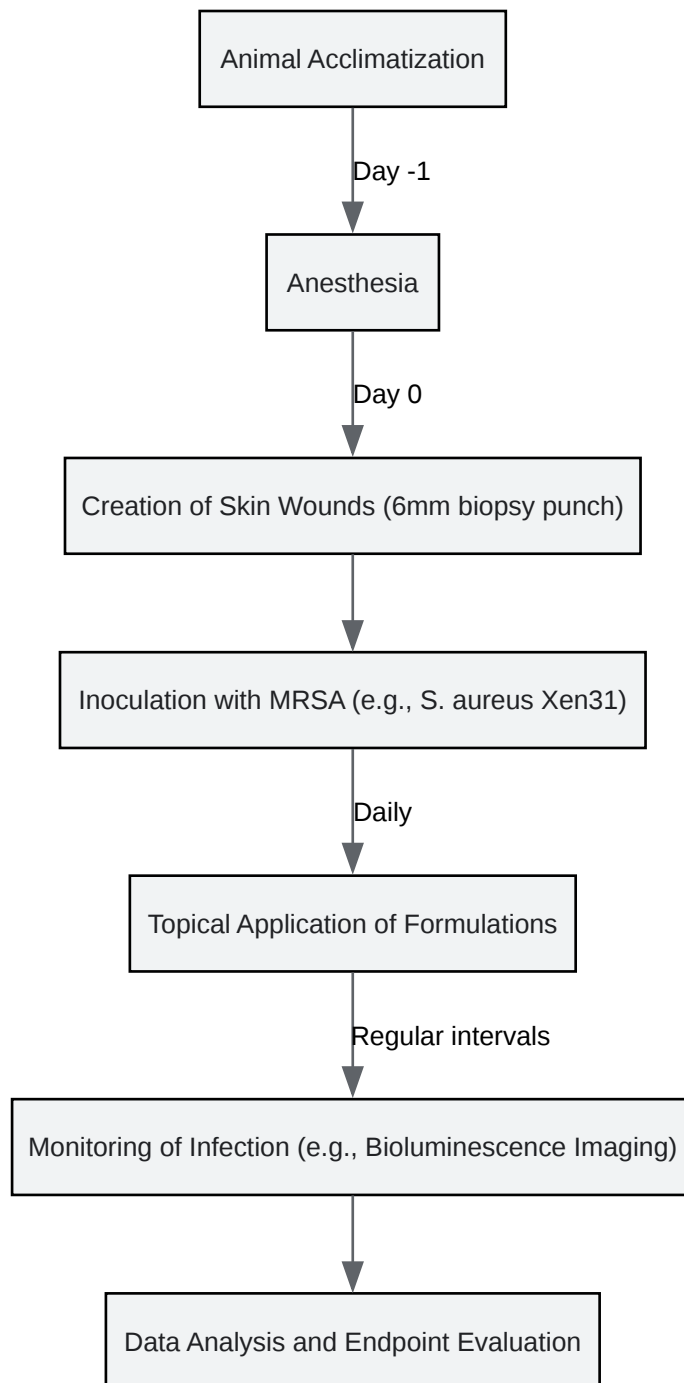 Animal Acclimatization
Day -1
Anesthesia
Day 0
Creation of Skin Wounds (6mm biopsy punch)
Inoculation with MRSA (e.g., S. aureus Xen31)
Daily
Topical Application of Formulations
Regular intervals
Monitoring of Infection (e.g., Bioluminescence Imaging)
Data Analysis and Endpoint Evaluation